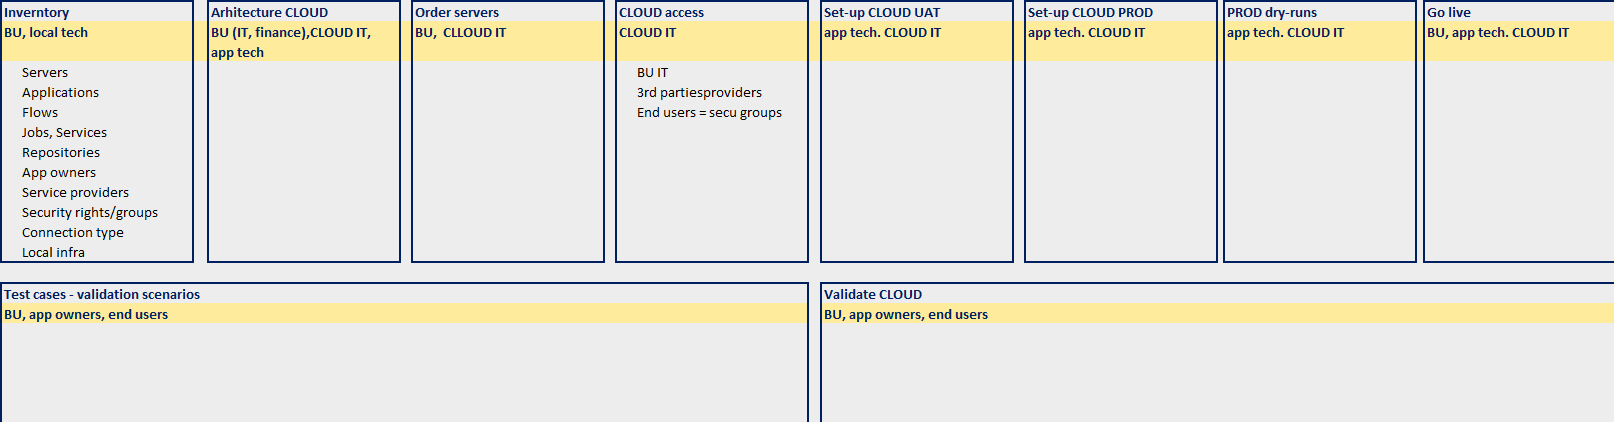 Inverntory
BU, local tech
Servers
Applications
Flows
Jobs, Services
Repositories
App owners
Service providers
Security rights/groups
Connection type
Local infra
Arhitecture CLOUD
BU (IT, finance),CLOUD IT,
app tech
Order servers
BU,  CLLOUD IT
CLOUD access
CLOUD IT
BU IT
3rd partiesproviders
End users = secu groups
Set-up CLOUD UAT
app tech. CLOUD IT
Set-up CLOUD PROD
app tech. CLOUD IT
PROD dry-runs
app tech. CLOUD IT
Go live
BU, app tech. CLOUD IT
Test cases - validation scenarios
BU, app owners, end users
Validate CLOUD
BU, app owners, end users